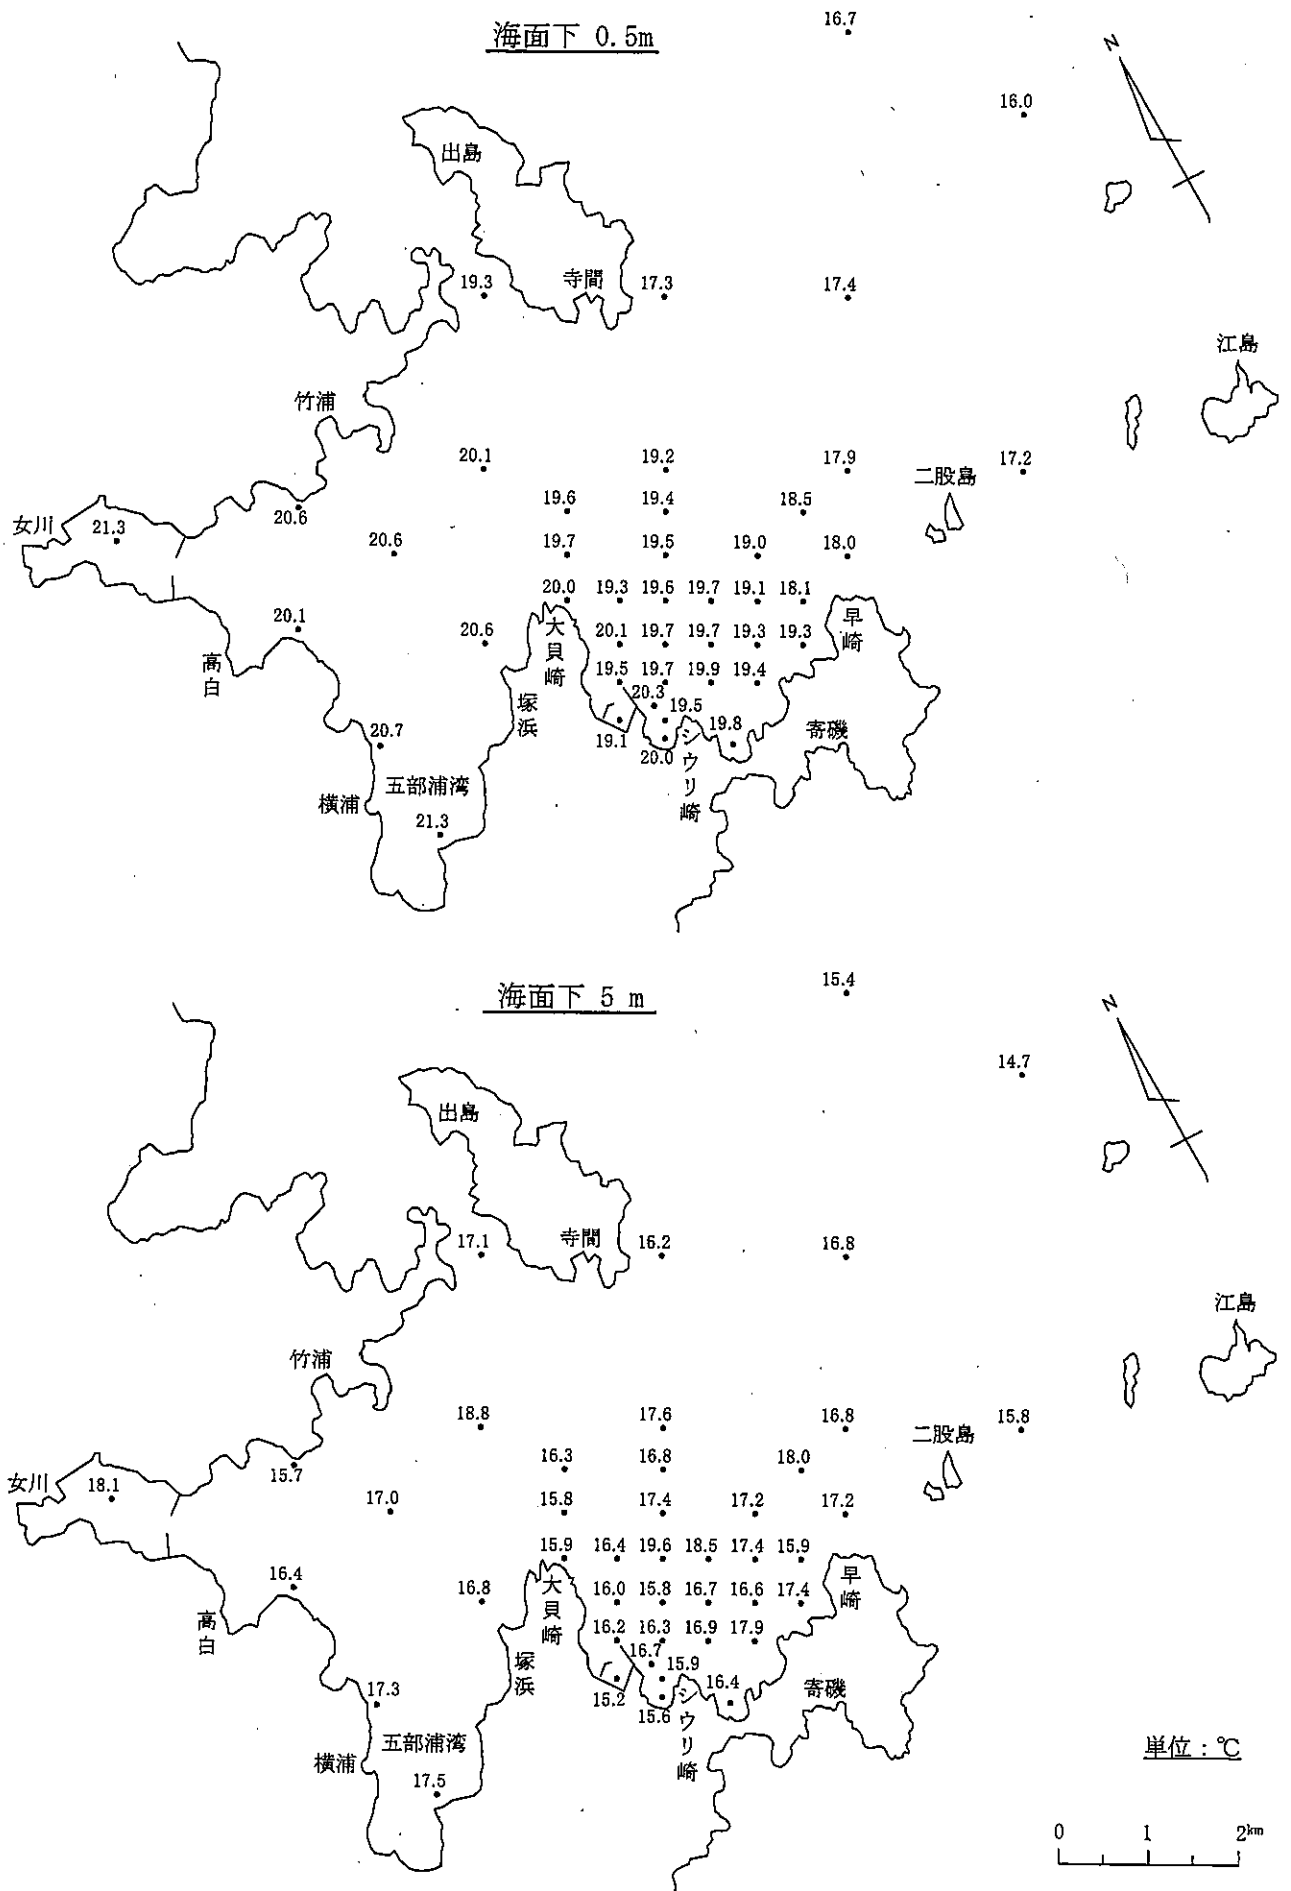 海面下 0.5m
16.7
N
16.0
出島
19.3
寺間
17.3
17.4
江島
竹浦
20.1
19.2
17.9
二股島
17.2
19.6
19.4
18.5
女川
21.3
20.6
20.6
19.7
19.5
19.0
18.0
20.0
19.3
19.6
19.7
19.1
18.1
20.1
20.6
大貝崎
20.1
19.7
19.7
19.3
19.3
早崎
高白
19.5
19.7
19.9
19.4
塚浜
20.3
19.5
19.1
20.0
シウリ崎
19.8
寄磯
20.7
五部浦湾
横浦
21.3
海面下 5 m
15.4
N
14.7
出島
17.1
寺間
16.2
16.8
江島
竹浦
18.8
17.6
16.8
二股島
15.8
16.3
16.8
18.0
女川
18.1
15.7
17.0
15.8
17.4
17.2
17.2
15.9
16.4
19.6
18.5
17.4
15.9
16.4
16.8
大貝崎
16.0
15.8
16.7
16.6
17.4
早崎
高白
16.2
16.3
16.9
17.9
塚浜
16.7
15.9
15.2
15.6
シウリ崎
16.4
寄磯
17.3
五部浦湾
横浦
17.5
単位：℃
0 1 2km